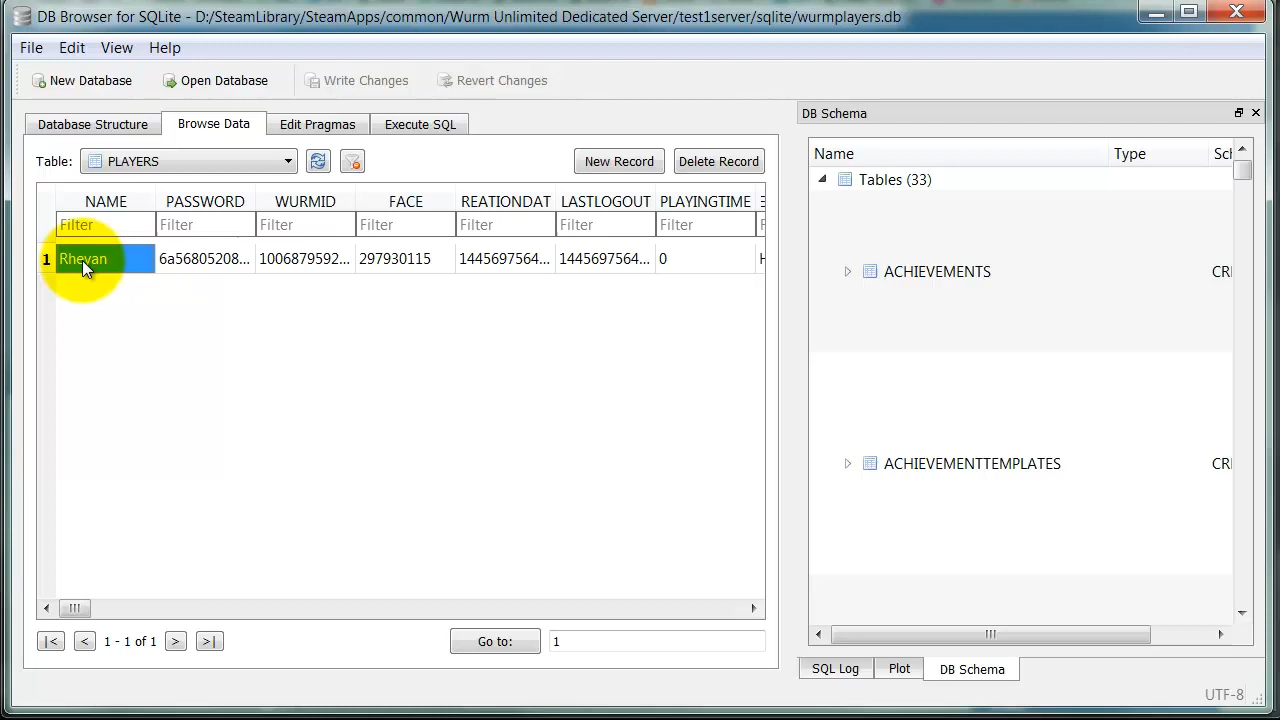 DB Browser for SQLite - D:/SteamLibrary/SteamApps/common/Wurm Unlimited Dedicated Server/test1server/sqlite/wurmplayers.db
File Edit View Help
New Database Open Database Write Changes Revert Changes
DB Schema
Database Structure Browse Data Edit Pragmas Execute SQL
Table: PLAYERS New Record Delete Record
Name Type Scl
Tables (33)
NAME PASSWORD WURMID FACE REATIONDAT LASTLOGOUT PLAYINGTIME
Filter Filter Filter Filter Filter Filter Filter F
1 Rhevan 6a56805208... 1006879592... 297930115 1445697564... 1445697564... 0 H
ACHIEVEMENTS CRI
ACHIEVEMENTTEMPLATES CRI
|< < 1 - 1 of 1 > >| Go to: 1
SQL Log Plot DB Schema
UTF-8